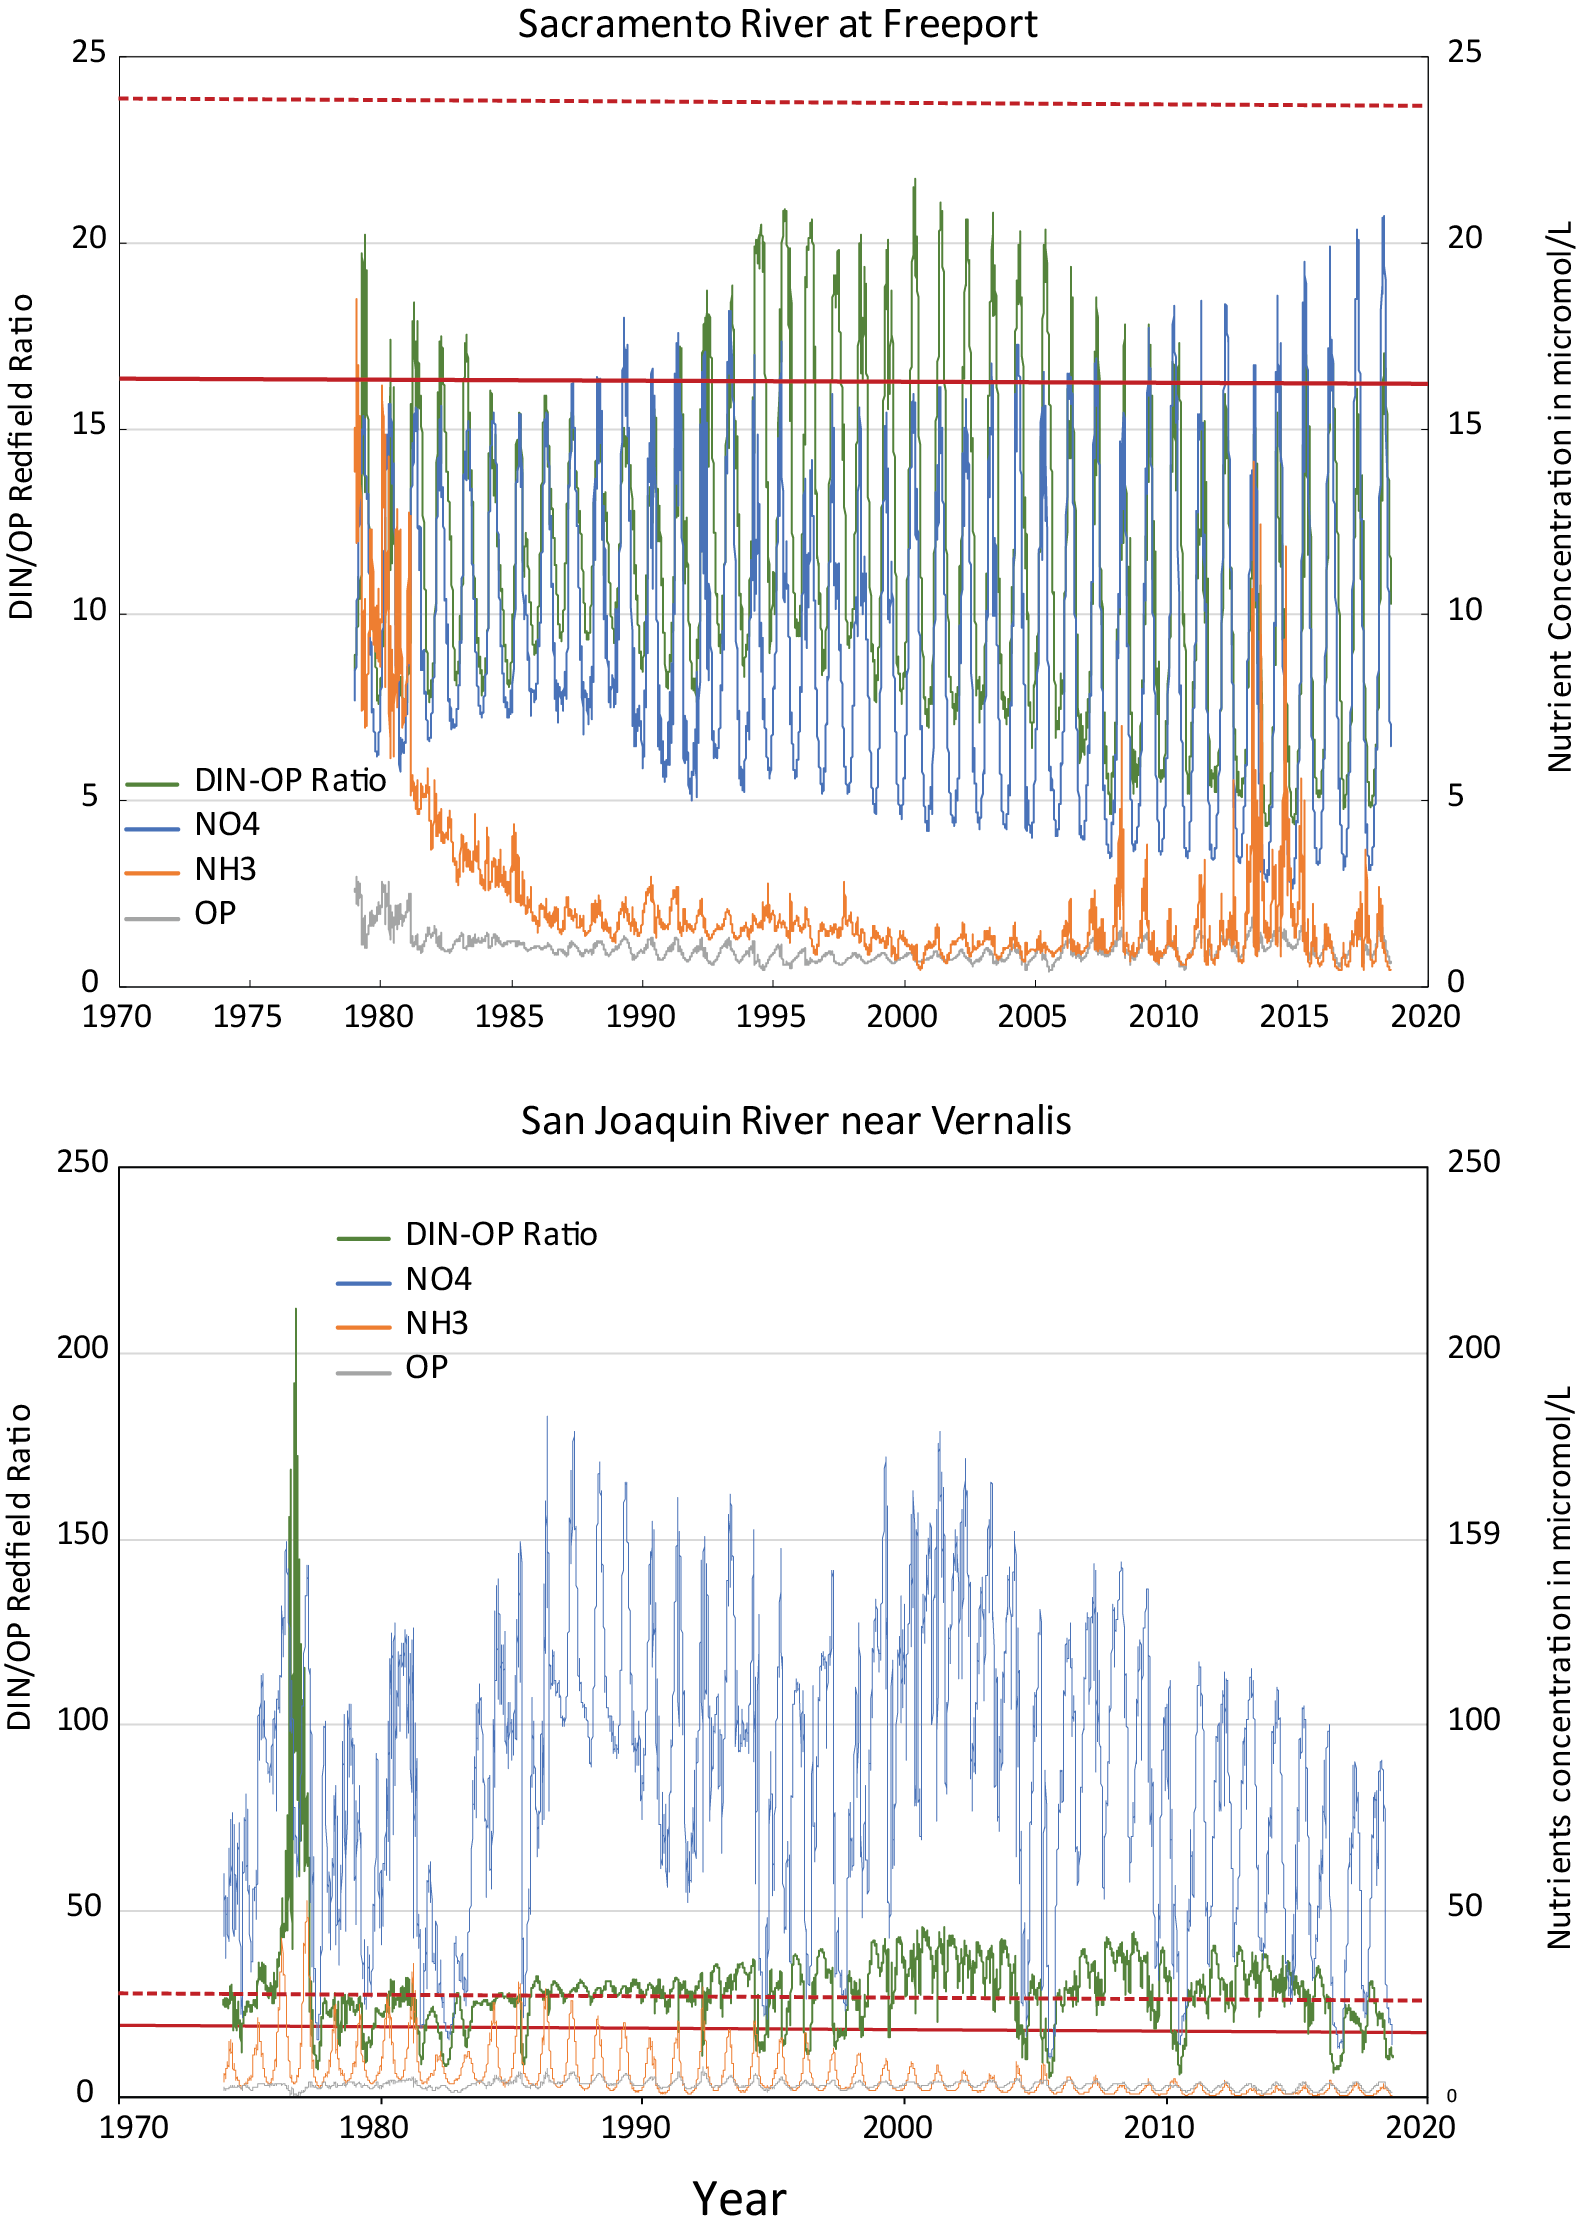 Sacramento River at Freeport
25
20
15
10
5
0
DIN/OP Redfield Ratio
25
20
15
10
5
0
Nutrient Concentration in micromol/L
DIN-OP Ratio
NO4
NH3
OP
1970 1975 1980 1985 1990 1995 2000 2005 2010 2015 2020
San Joaquin River near Vernalis
250
200
150
100
50
0
DIN/OP Redfield Ratio
250
200
159
100
50
0
Nutrients concentration in micromol/L
DIN-OP Ratio
NO4
NH3
OP
1970 1980 1990 2000 2010 2020
Year